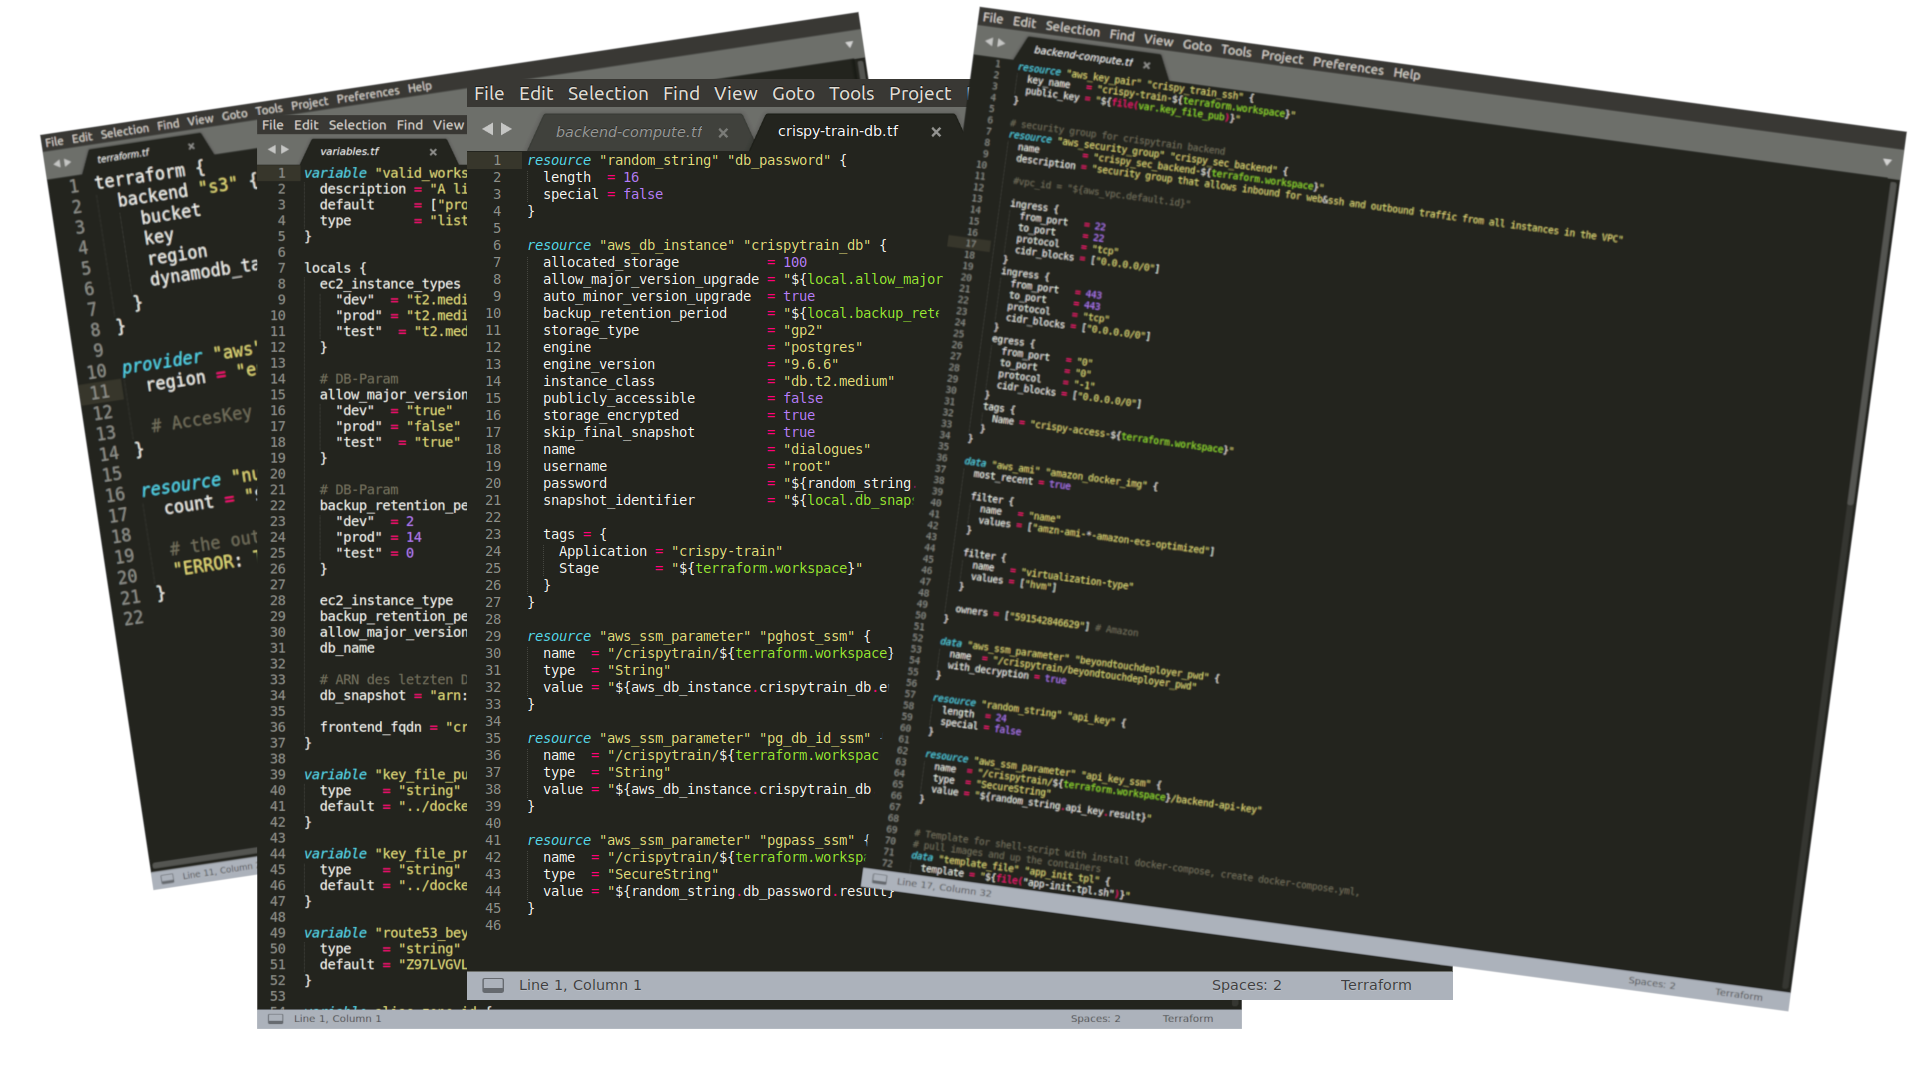 File Edit Selection Find View Goto Tools Project Preferences Help
terraform.tf
1 terraform {
2 backend "s3" {
3 bucket
4 key
5 region
6 dynamodb_ta
7 }
8 }
9
10 provider "aws"
11 region = "e
12
13 # AccesKey
14 }
15
16 resource "nu
17 count = "
18
19 # the out
20 "ERROR:
21 }
22
Line 11, Column
File Edit Selection Find View
variables.tf
1 variable "valid_works
2 description = "A li
3 default = ["pro
4 type = "list
5 }
6
7 locals {
8 ec2_instance_types
9 "dev" = "t2.medi
10 "prod" = "t2.medi
11 "test" = "t2.med
12 }
13
14 # DB-Param
15 allow_major_version
16 "dev" = "true"
17 "prod" = "false"
18 "test" = "true"
19 }
20
21 # DB-Param
22 backup_retention_pe
23 "dev" = 2
24 "prod" = 14
25 "test" = 0
26 }
27
28 ec2_instance_type
29 backup_retention_pe
30 allow_major_version
31 db_name
32
33 # ARN des letzten D
34 db_snapshot = "arn:
35
36 frontend_fqdn = "cr
37 }
38
39 variable "key_file_pu
40 type = "string"
41 default = "../docke
42 }
43
44 variable "key_file_pr
45 type = "string"
46 default = "../docke
47 }
48
49 variable "route53_bey
50 type = "string"
51 default = "Z97LVGVL
52 }
53
Line 1, Column 1 Spaces: 2 Terraform
File Edit Selection Find View Goto Tools Project
backend-compute.tf crispy-train-db.tf
1 resource "random_string" "db_password" {
2 length = 16
3 special = false
4 }
5
6 resource "aws_db_instance" "crispytrain_db" {
7 allocated_storage = 100
8 allow_major_version_upgrade = "${local.allow_major
9 auto_minor_version_upgrade = true
10 backup_retention_period = "${local.backup_rete
11 storage_type = "gp2"
12 engine = "postgres"
13 engine_version = "9.6.6"
14 instance_class = "db.t2.medium"
15 publicly_accessible = false
16 storage_encrypted = true
17 skip_final_snapshot = true
18 name = "dialogues"
19 username = "root"
20 password = "${random_string.
21 snapshot_identifier = "${local.db_snaps
22
23 tags = {
24 Application = "crispy-train"
25 Stage = "${terraform.workspace}"
26 }
27 }
28
29 resource "aws_ssm_parameter" "pghost_ssm" {
30 name = "/crispytrain/${terraform.workspace}
31 type = "String"
32 value = "${aws_db_instance.crispytrain_db.e
33 }
34
35 resource "aws_ssm_parameter" "pg_db_id_ssm"
36 name = "/crispytrain/${terraform.workspac
37 type = "String"
38 value = "${aws_db_instance.crispytrain_db
39 }
40
41 resource "aws_ssm_parameter" "pgpass_ssm" {
42 name = "/crispytrain/${terraform.workspa
43 type = "SecureString"
44 value = "${random_string.db_password.result}
45 }
46
Line 1, Column 1 Spaces: 2 Terraform
File Edit Selection Find View Goto Tools Project Preferences Help
backend-compute.tf
1 resource "aws_key_pair" "crispy_train_ssh" {
2 key_name = "crispy-train-${terraform.workspace}"
3 public_key = "${file(var.key_file_pub)}"
4 }
5
6 # security group for crispytrain backend
7 resource "aws_security_group" "crispy_sec_backend" {
8 name = "crispy_sec_backend-${terraform.workspace}"
9 description = "security group that allows inbound for web&ssh and outbound traffic from all instances in the VPC"
10
11 #vpc_id = "${aws_vpc.default.id}"
12
13 ingress {
14 from_port = 22
15 to_port = 22
16 protocol = "tcp"
17 cidr_blocks = ["0.0.0.0/0"]
18 }
19 ingress {
20 from_port = 443
21 to_port = 443
22 protocol = "tcp"
23 cidr_blocks = ["0.0.0.0/0"]
24 }
25 egress {
26 from_port = "0"
27 to_port = "0"
28 protocol = "-1"
29 cidr_blocks = ["0.0.0.0/0"]
30 }
31 tags {
32 Name = "crispy-access-${terraform.workspace}"
33 }
34 }
35
36 data "aws_ami" "amazon_docker_img" {
37 most_recent = true
38
39 filter {
40 name = "name"
41 values = ["amzn-ami-*-amazon-ecs-optimized"]
42 }
43
44 filter {
45 name = "virtualization-type"
46 values = ["hvm"]
47 }
48
49 owners = ["591542846629"] # Amazon
50 }
51
52 data "aws_ssm_parameter" "beyondtouchdeployer_pwd" {
53 name = "/crispytrain/beyondtouchdeployer_pwd"
54 with_decryption = true
55 }
56
57 resource "random_string" "api_key" {
58 length = 24
59 special = false
60 }
61
62 resource "aws_ssm_parameter" "api_key_ssm" {
63 name = "/crispytrain/${terraform.workspace}/backend-api-key"
64 type = "SecureString"
65 value = "${random_string.api_key.result}"
66 }
67
68
69 # Template for shell-script with install docker-compose, create docker-compose.yml,
70 # pull images and up the containers
71 data "template_file" "app_init_tpl" {
72 template = "${file("app-init.tpl.sh")}"
Line 17, Column 32 Spaces: 2 Terraform